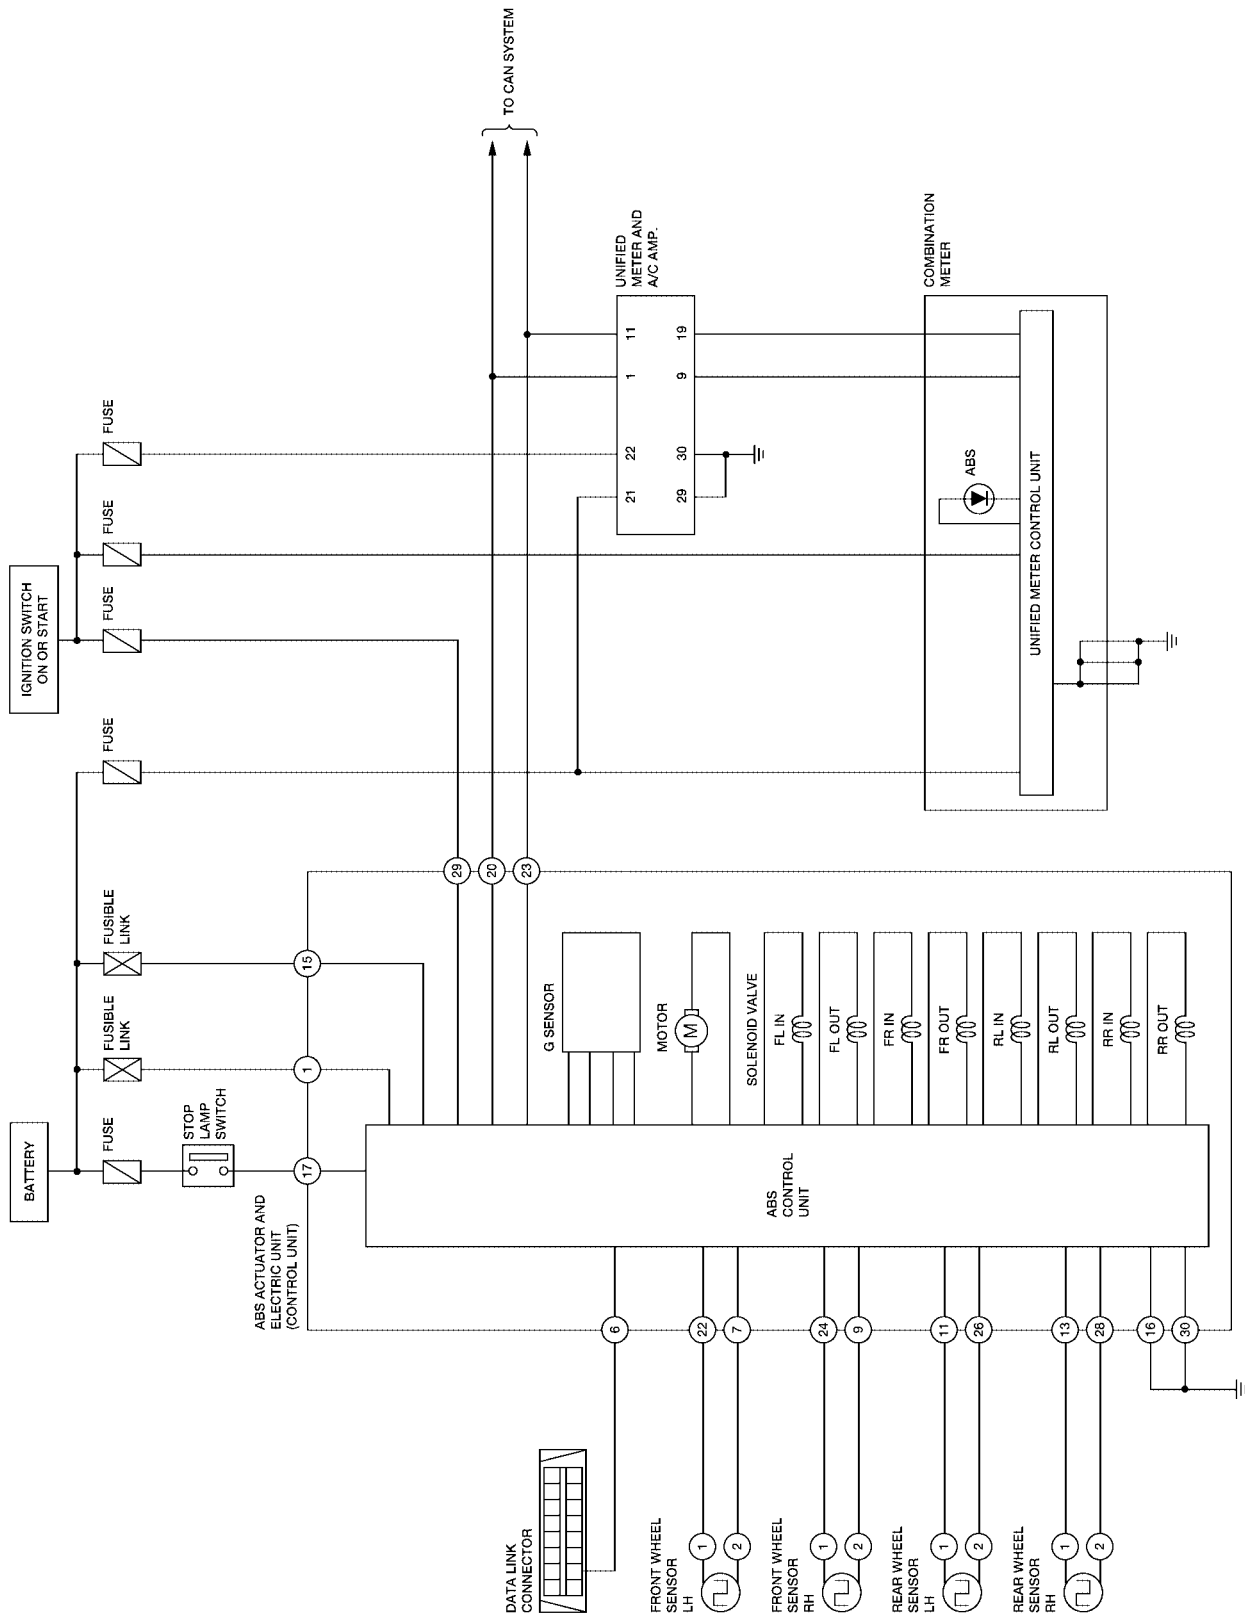 BATTERY
IGNITION SWITCH
ON OR START
FUSE
STOP
LAMP
SWITCH
FUSIBLE
LINK
FUSIBLE
LINK
FUSE
FUSE
FUSE
FUSE
ABS ACTUATOR AND
ELECTRIC UNIT
(CONTROL UNIT)
17
1
15
29
20
23
TO CAN SYSTEM
DATA LINK
CONNECTOR
6
G SENSOR
UNIFIED
METER AND
A/C AMP.
21
22
1
11
29
30
9
19
FRONT WHEEL
SENSOR
LH
1
2
22
7
MOTOR
M
ABS
CONTROL
UNIT
SOLENOID VALVE
FL IN
FL OUT
FR IN
FR OUT
RL IN
RL OUT
RR IN
RR OUT
FRONT WHEEL
SENSOR
RH
1
2
24
9
REAR WHEEL
SENSOR
LH
1
2
11
26
REAR WHEEL
SENSOR
RH
1
2
13
28
16
30
COMBINATION
METER
ABS
UNIFIED METER CONTROL UNIT